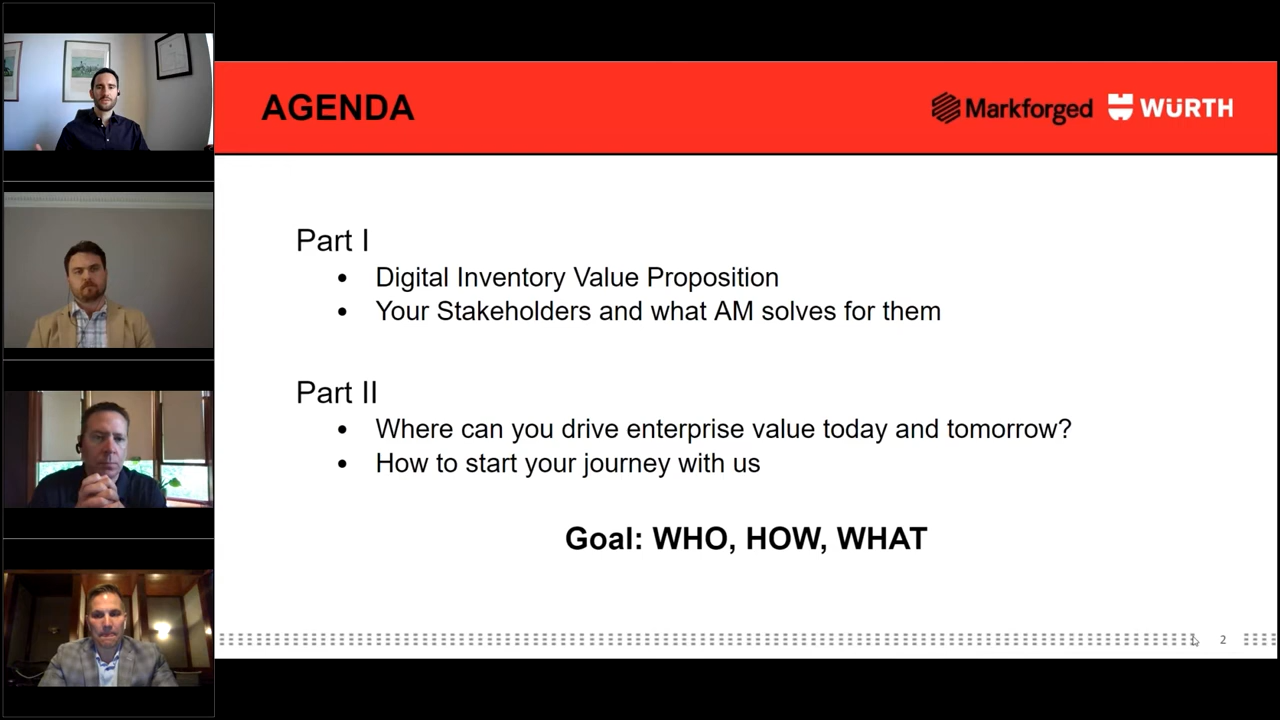 AGENDA
Markforged WÜRTH
Part I
• Digital Inventory Value Proposition
• Your Stakeholders and what AM solves for them
Part II
• Where can you drive enterprise value today and tomorrow?
• How to start your journey with us
Goal: WHO, HOW, WHAT
2